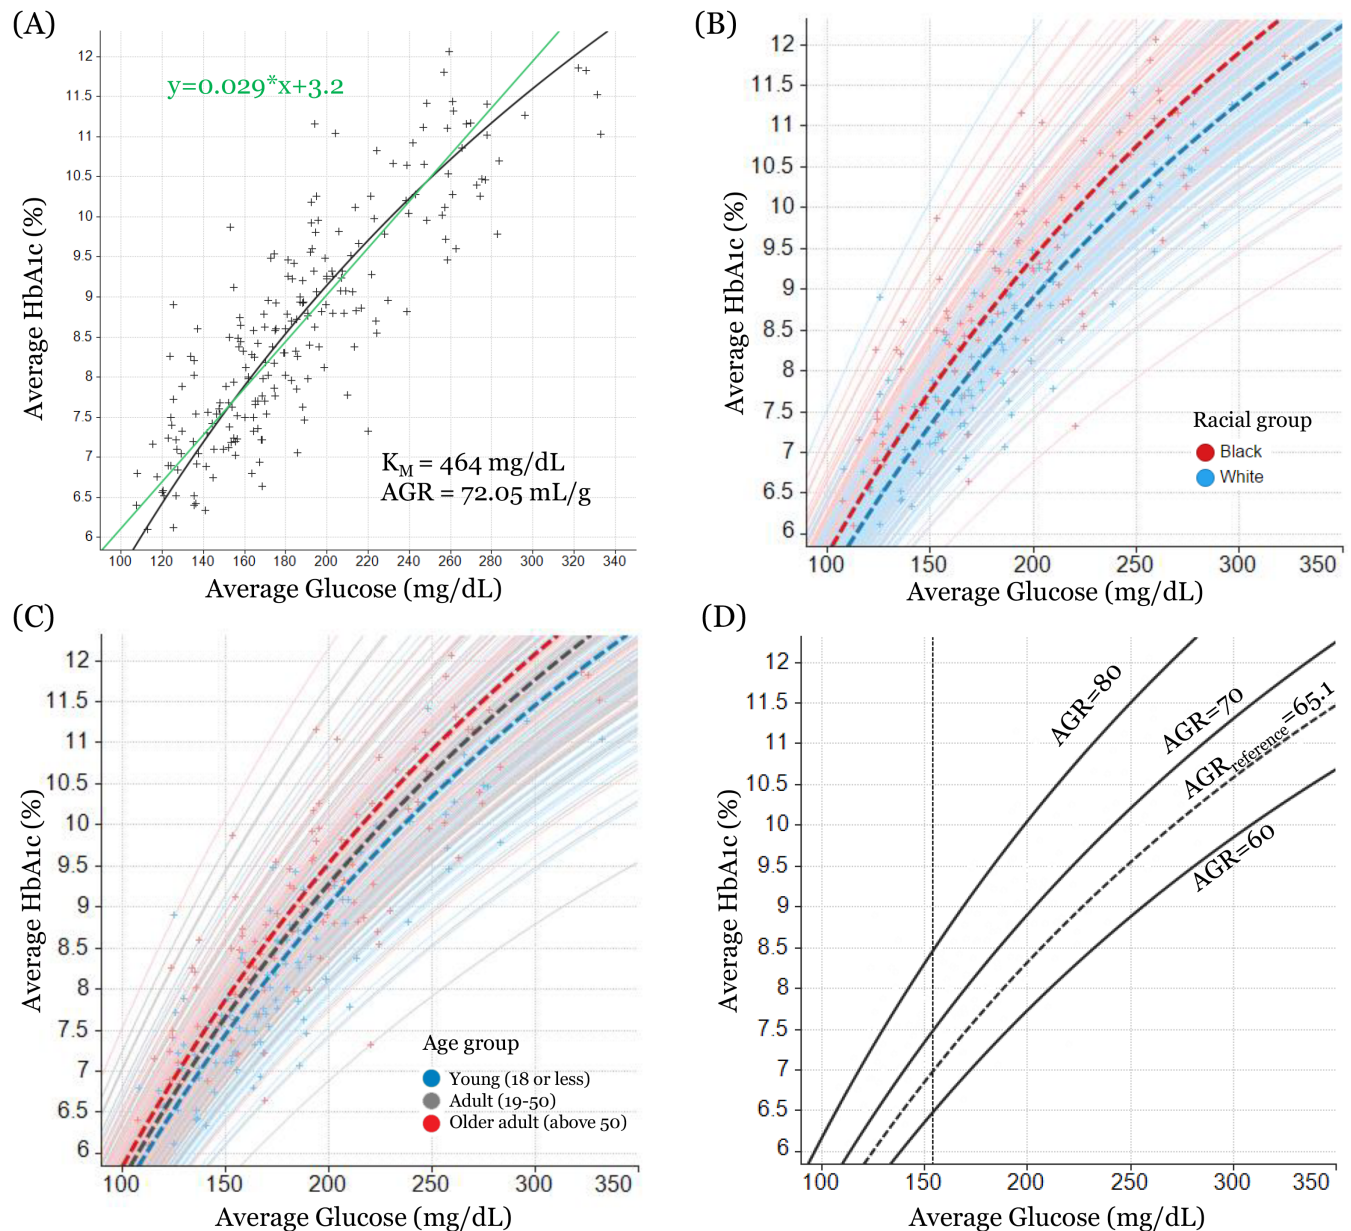 (A)
y=0.029*x+3.2
K_M = 464 mg/dL
AGR = 72.05 mL/g
12
11.5
11
10.5
10
9.5
9
8.5
8
7.5
7
6.5
6
100 120 140 160 180 200 220 240 260 280 300 320 340
Average HbA1c (%)
Average Glucose (mg/dL)
(B)
12
11.5
11
10.5
10
9.5
9
8.5
8
7.5
7
6.5
6
100 150 200 250 300 350
Average HbA1c (%)
Average Glucose (mg/dL)
Racial group
Black
White
(C)
12
11.5
11
10.5
10
9.5
9
8.5
8
7.5
7
6.5
6
100 150 200 250 300 350
Average HbA1c (%)
Average Glucose (mg/dL)
Age group
Young (18 or less)
Adult (19-50)
Older adult (above 50)
(D)
12
11.5
11
10.5
10
9.5
9
8.5
8
7.5
7
6.5
6
100 150 200 250 300 350
Average HbA1c (%)
Average Glucose (mg/dL)
AGR=80
AGR=70
AGR_reference=65.1
AGR=60